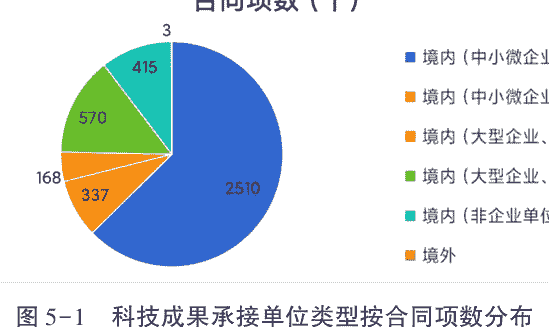 合同项数（个）
3
415
570
168
337
2510
境内（中小微企业
境内（中小微企
境内（大型企业、
境内（大型企业、
境内（非企业单位
境外
图 5-1 科技成果承接单位类型按合同项数分布